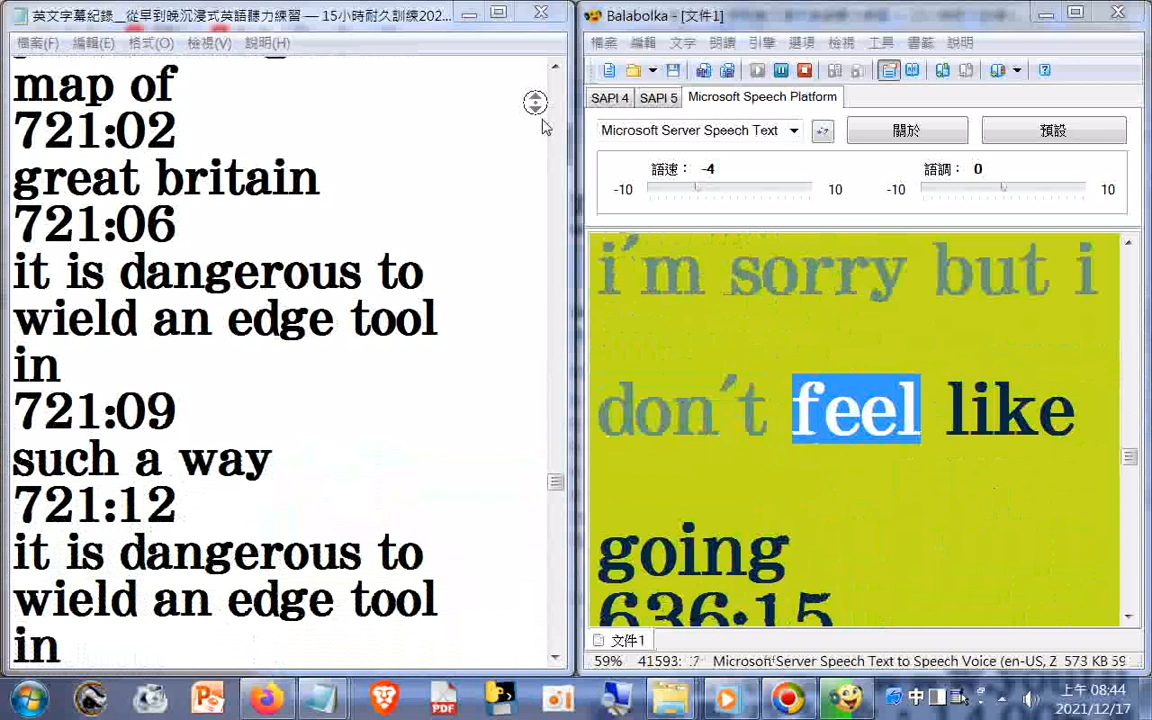 英文字幕紀錄__從早到晚沉浸式英語聽力練習 — 15小時耐久訓練202...
檔案(F) 編輯(E) 格式(O) 檢視(V) 說明(H)
map of
721:02
great britain
721:06
it is dangerous to
wield an edge tool
in
721:09
such a way
721:12
it is dangerous to
wield an edge tool
in
Balabolka - [文件1]
檔案 編輯 文字 朗讀 引擎 選項 檢視 工具 書籤 說明
SAPI 4 SAPI 5 Microsoft Speech Platform
Microsoft Server Speech Text 關於 預設
語速: -4 語調: 0
-10 10 -10 10
i´m sorry but i
don´t feel like
going
636:15
文件1
59% Microsoft Server Speech Text to Speech Voice (en-US, Z 573 KB 59
PDF
中
上午 08:44
2021/12/17